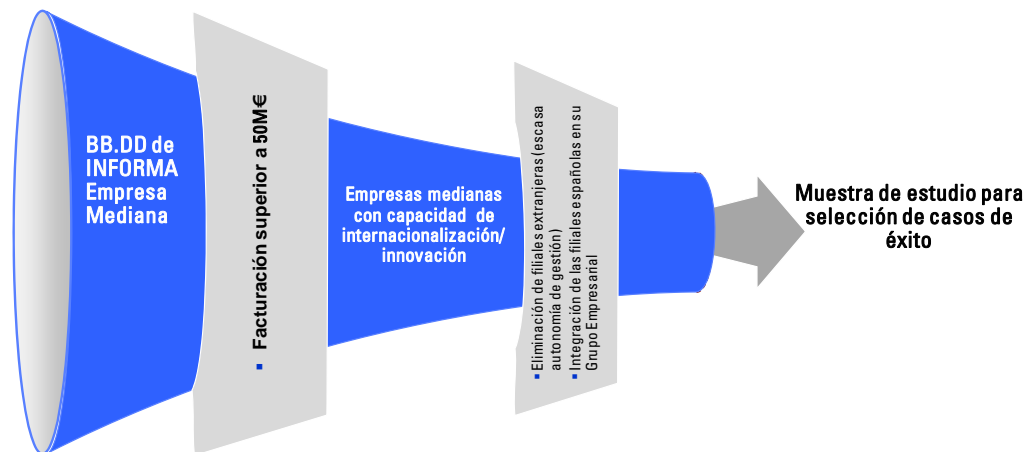 BB.DD de
INFORMA
Empresa
Mediana
▪ Facturación superior a 50M€
Empresas medianas
con capacidad de
internacionalización/
innovación
▪ Eliminación de filiales extranjeras (escasa
autonomía de gestión)
▪ Integración de las filiales españolas en su
Grupo Empresarial
Muestra de estudio para
selección de casos de
éxito